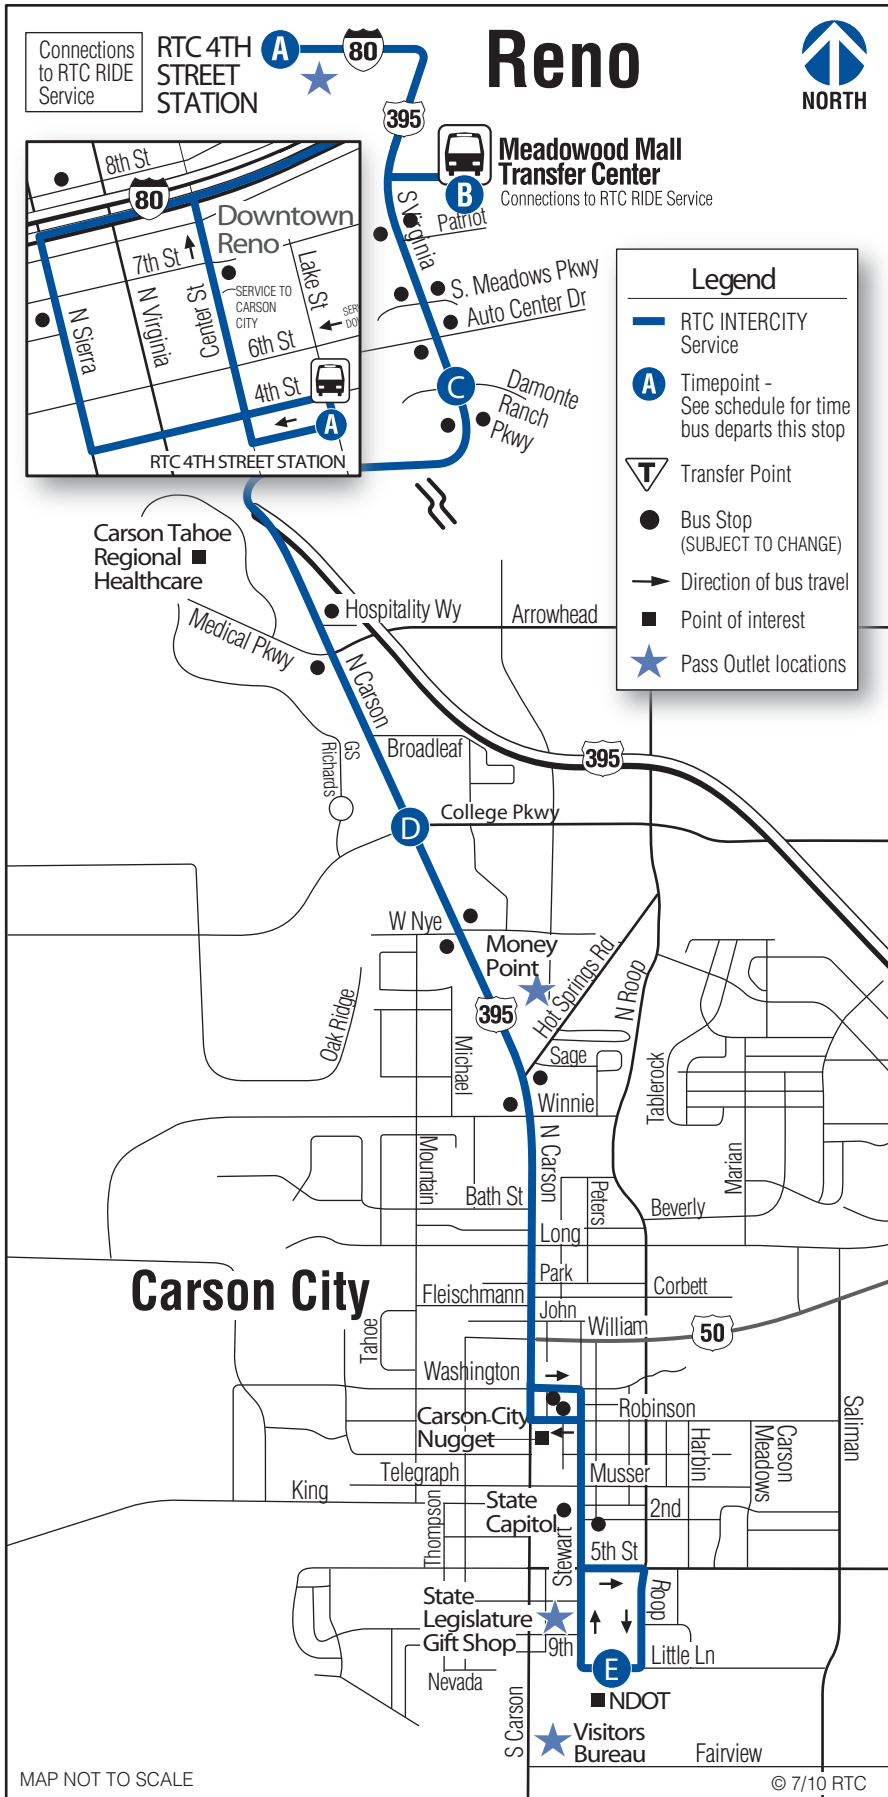 Connections
to RTC RIDE
Service
RTC 4TH
STREET
STATION
A
80
395
Reno
NORTH
Meadowood Mall
Transfer Center
Connections to RTC RIDE Service
B
Patriot
S Virginia
S. Meadows Pkwy
Auto Center Dr
C
Damonte
Ranch
Pkwy
8th St
80
Downtown
Reno
7th St
N Sierra
N Virginia
Center St
Lake St
SERVICE TO
CARSON
CITY
6th St
4th St
A
RTC 4TH STREET STATION
Legend
RTC INTERCITY
Service
A
Timepoint -
See schedule for time
bus departs this stop
T
Transfer Point
Bus Stop
(SUBJECT TO CHANGE)
Direction of bus travel
Point of interest
Pass Outlet locations
Carson Tahoe
Regional
Healthcare
Hospitality Wy
Arrowhead
Medical Pkwy
N Carson
GS
Richards
Broadleaf
395
D
College Pkwy
W Nye
Money
Point
Hot Springs Rd
N Roop
395
Oak Ridge
Michael
Sage
Winnie
Tablerock
Mountain
N Carson
Marian
Bath St
Peters
Beverly
Long
Carson City
Park
Fleischmann
Corbett
John
William
50
Tahoe
Washington
Carson City
Nugget
Robinson
Saliman
Harbin
Carson
Meadows
Telegraph
Musser
King
State
Capitol
2nd
Thompson
Stewart
5th St
State
Legislature
Gift Shop
9th
Roop
E
Little Ln
Nevada
NDOT
S Carson
Visitors
Bureau
Fairview
MAP NOT TO SCALE
© 7/10 RTC